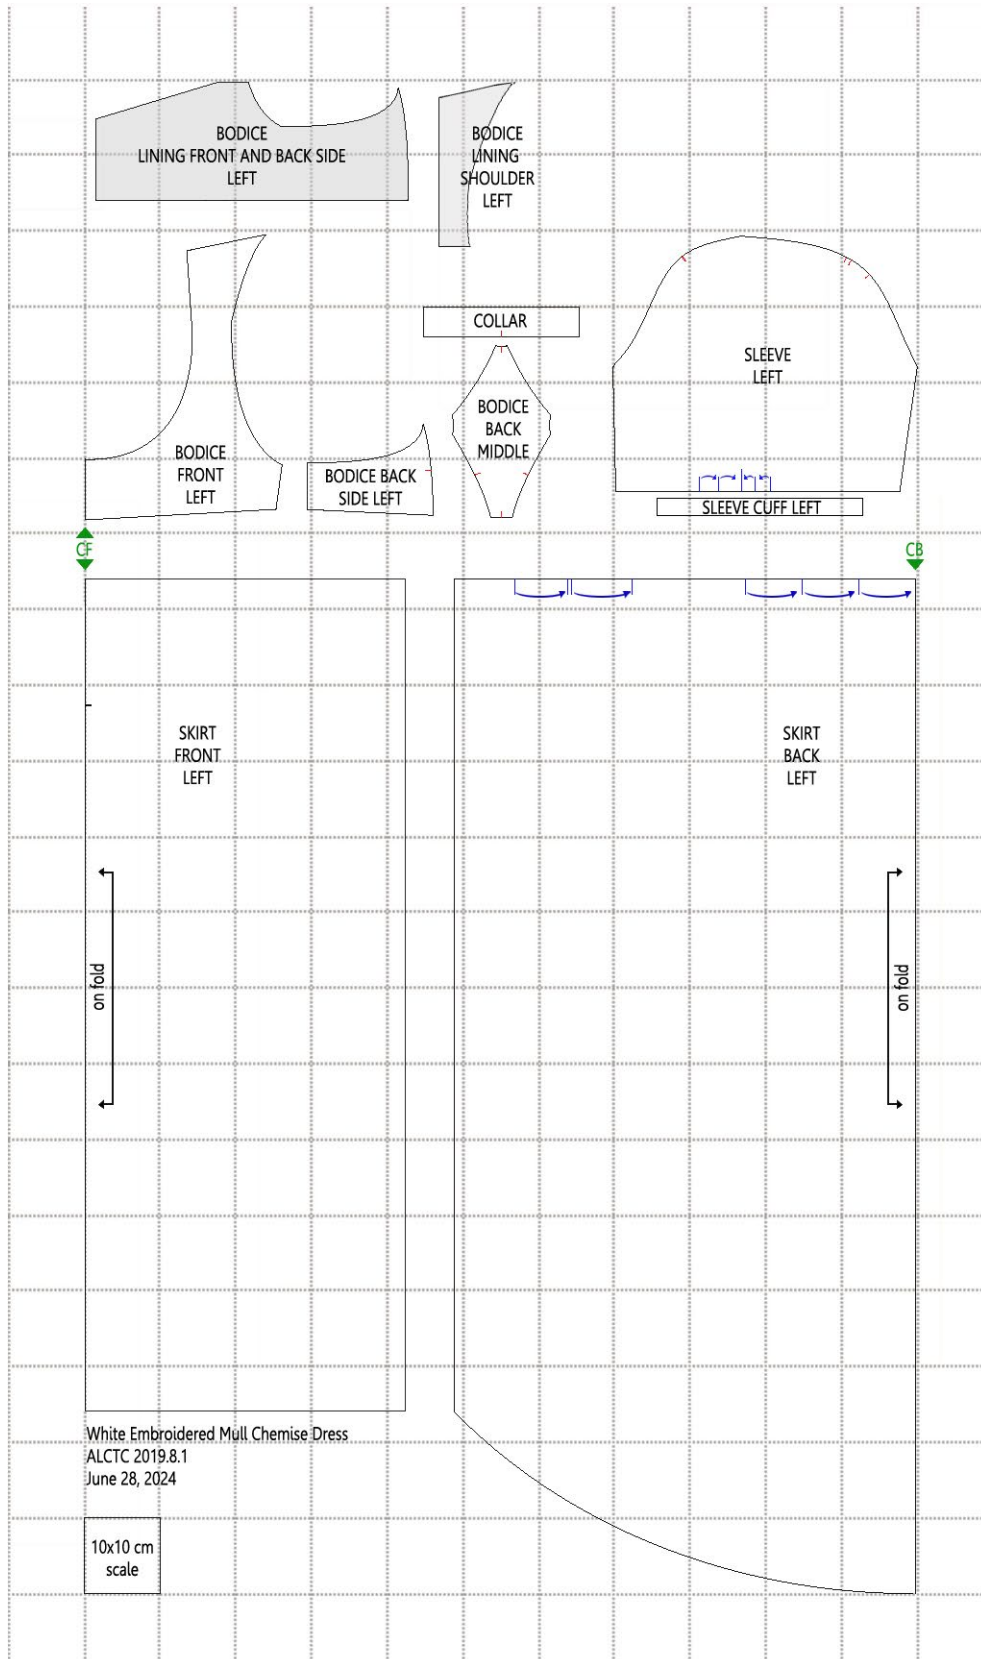 BODICE
LINING FRONT AND BACK SIDE
LEFT
BODICE
LINING
SHOULDER
LEFT
COLLAR
SLEEVE
LEFT
BODICE
BACK
MIDDLE
BODICE
FRONT
LEFT
BODICE BACK
SIDE LEFT
SLEEVE CUFF LEFT
CF
CB
SKIRT
FRONT
LEFT
SKIRT
BACK
LEFT
on fold
on fold
White Embroidered Mull Chemise Dress
ALCTC 2019.8.1
June 28, 2024
10x10 cm
scale